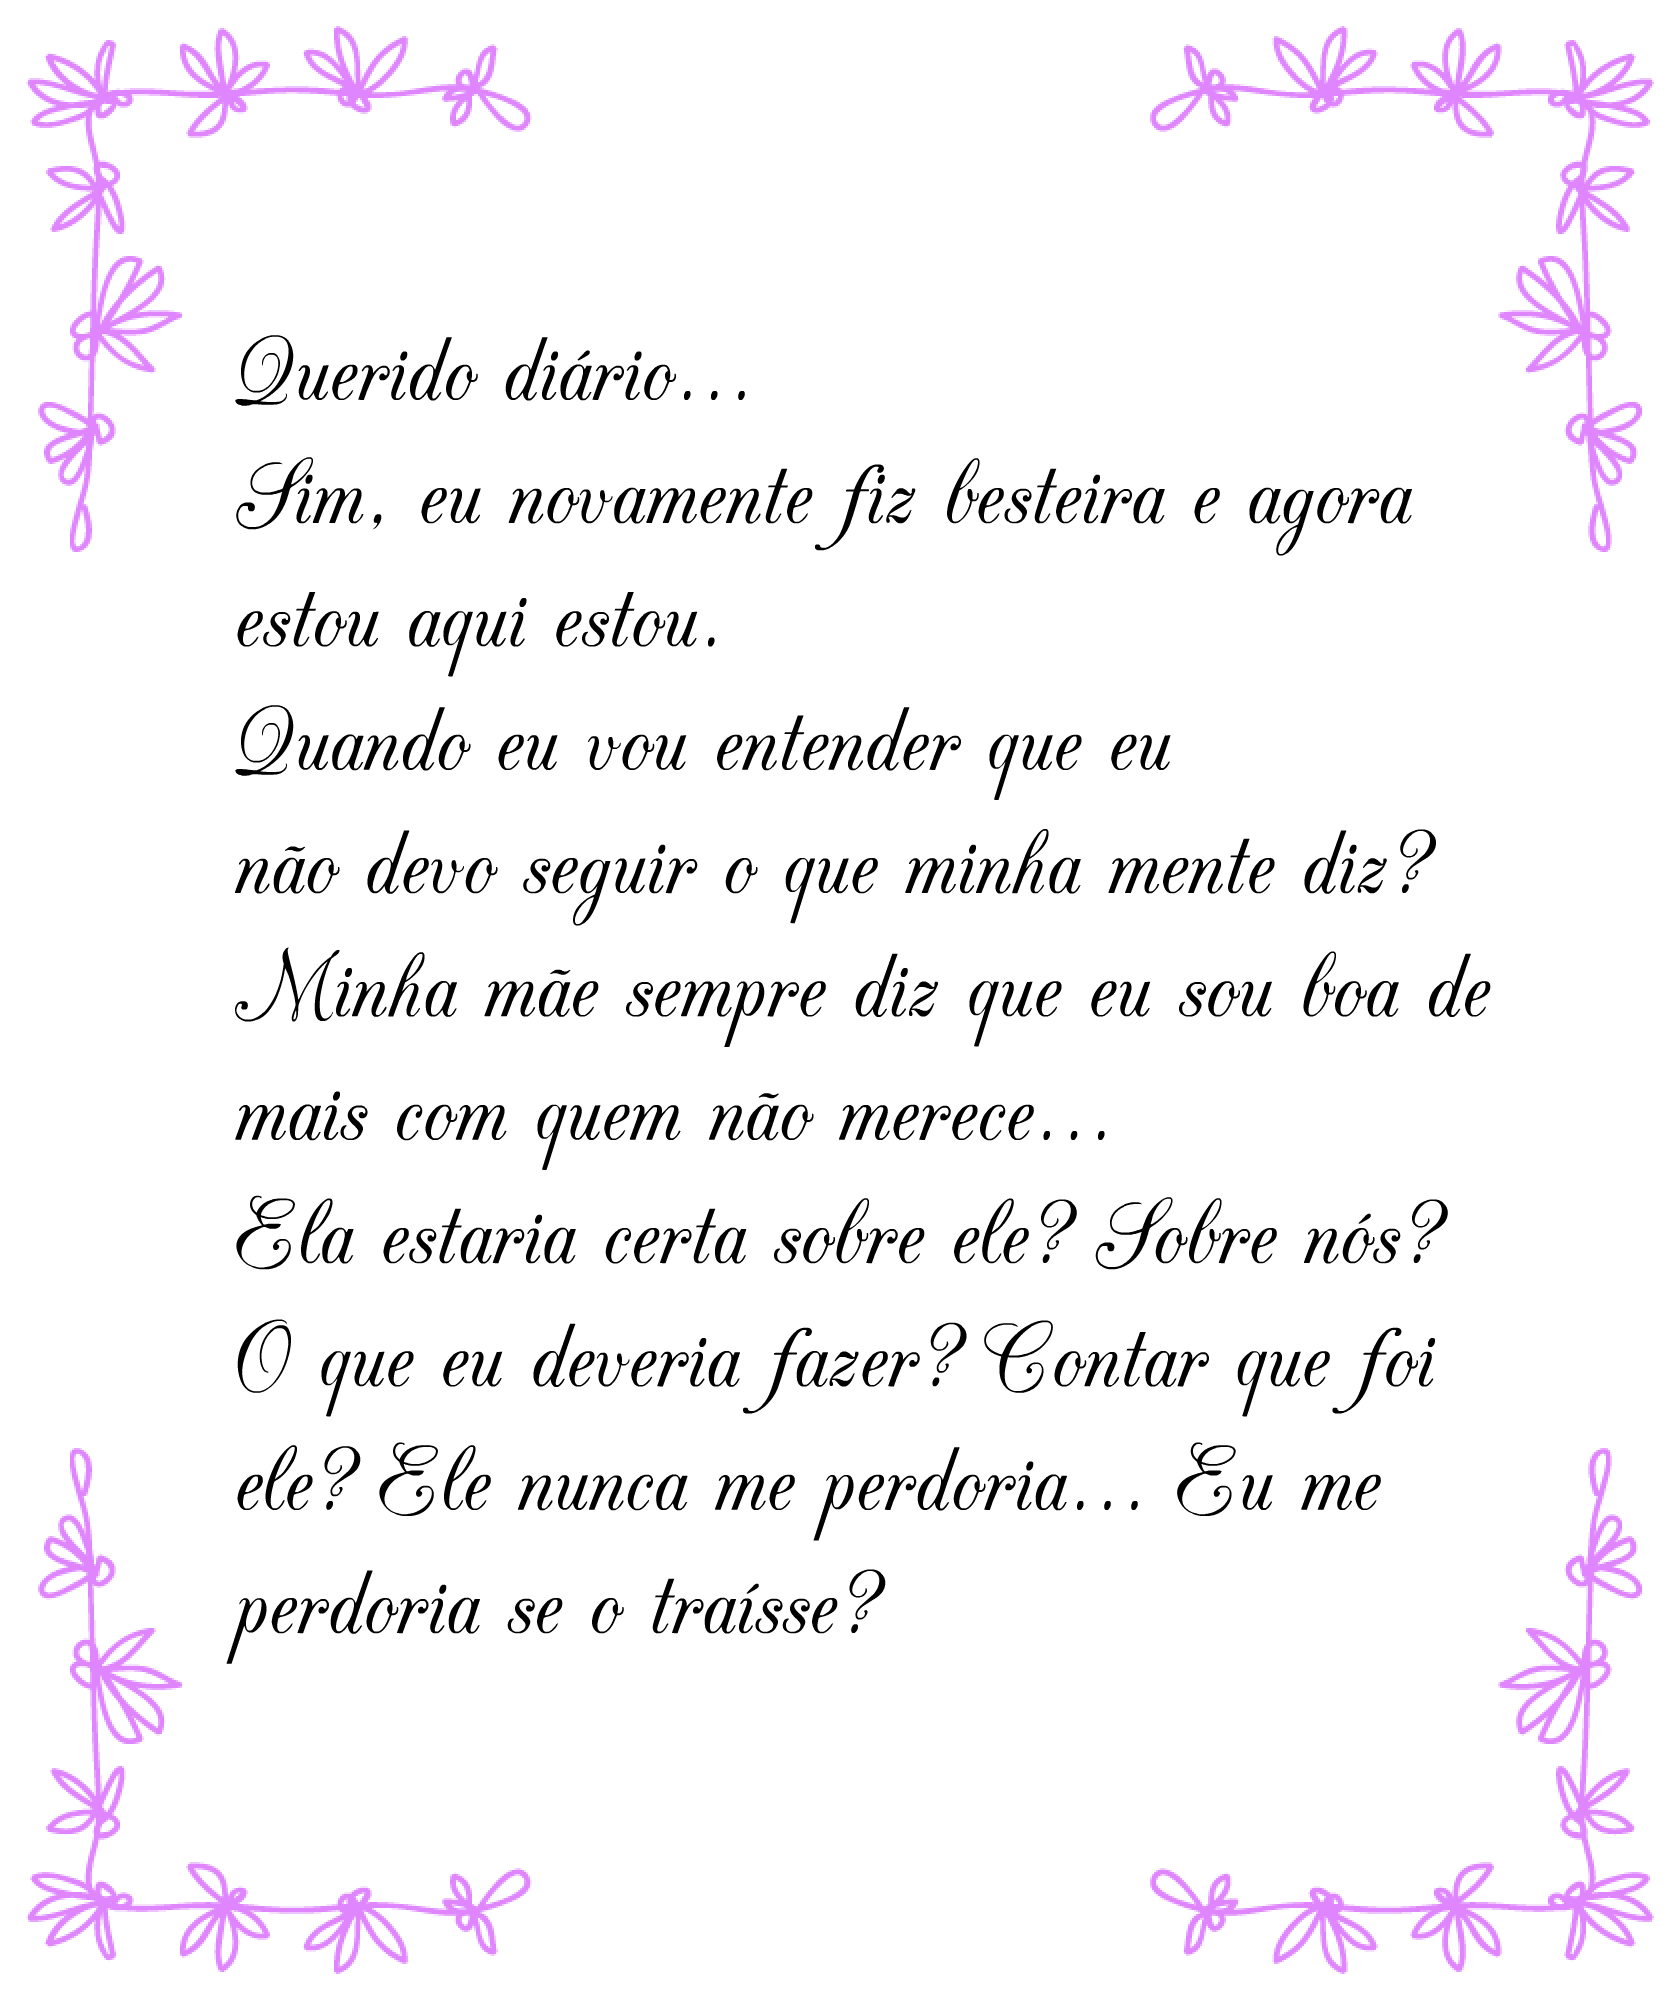 Querido diário...
Sim, eu novamente fiz besteira e agora
estou aqui estou.
Quando eu vou entender que eu
não devo seguir o que minha mente diz?
Minha mãe sempre diz que eu sou boa de
mais com quem não merece...
Ela estaria certa sobre ele? Sobre nós?
O que eu deveria fazer? Contar que foi
ele? Ele nunca me perdoria... Eu me
perdoria se o traísse?